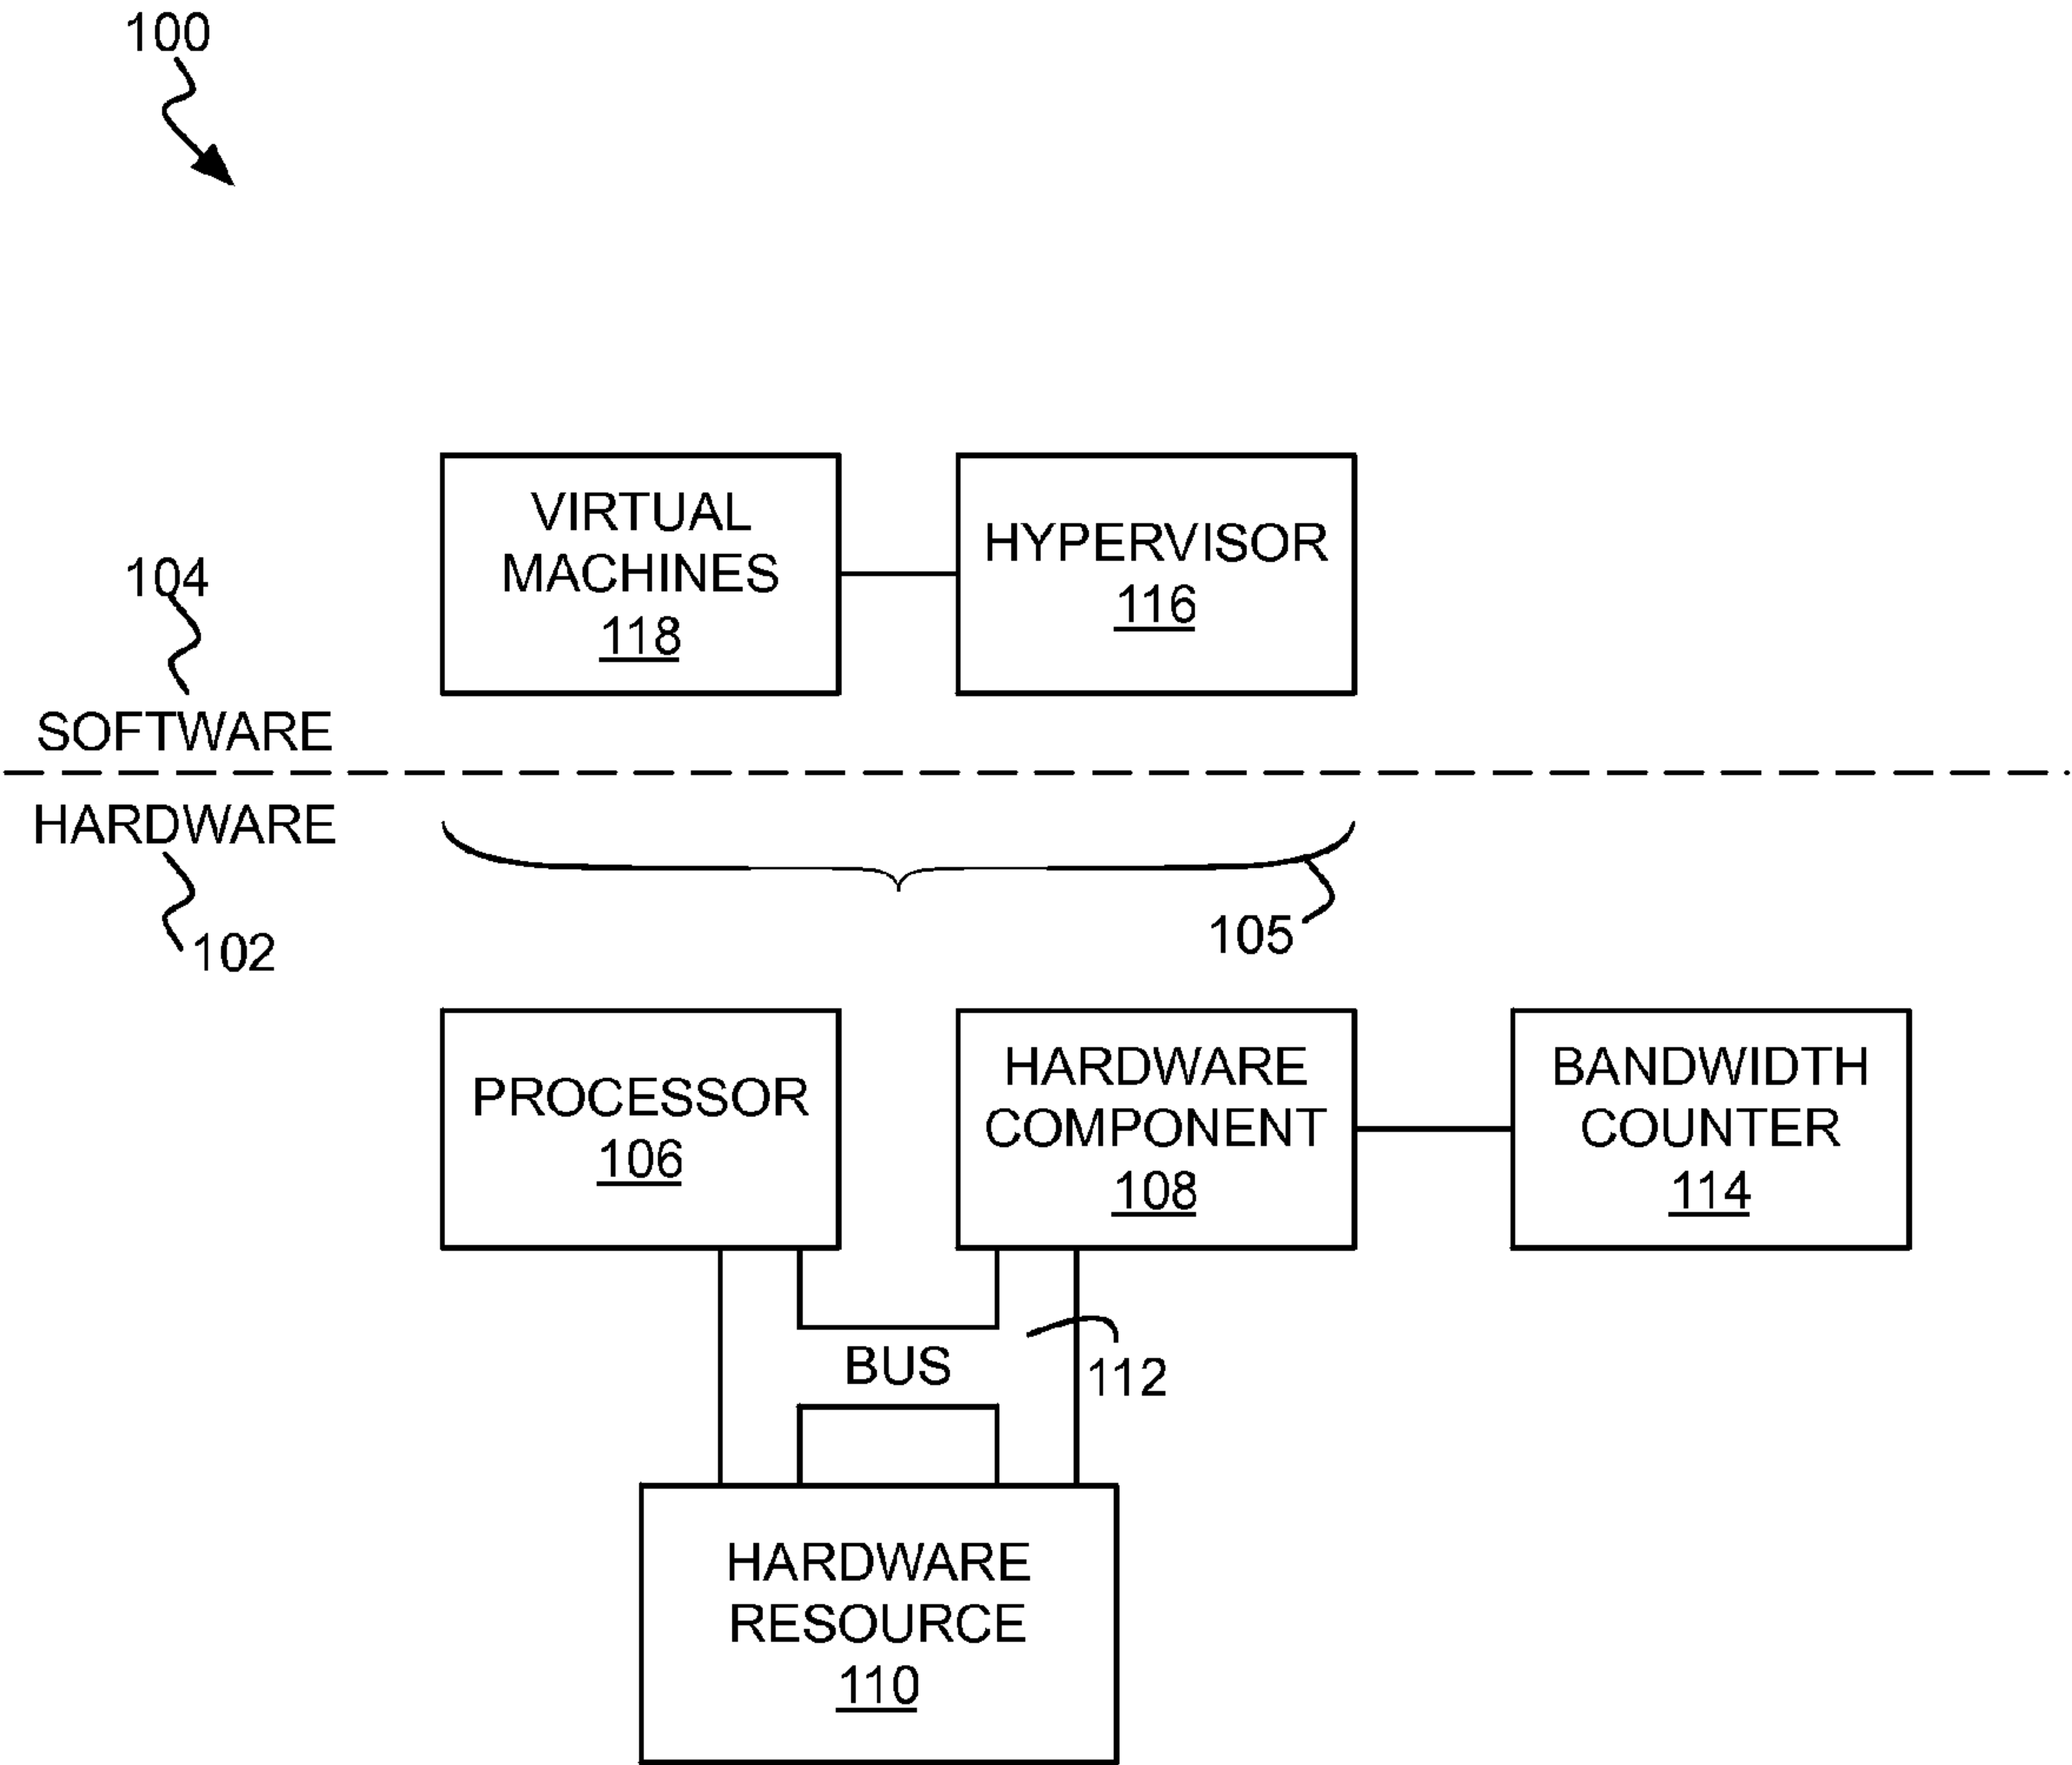 100
VIRTUAL
MACHINES
118
HYPERVISOR
116
104
SOFTWARE
HARDWARE
102
105
PROCESSOR
106
HARDWARE
COMPONENT
108
BANDWIDTH
COUNTER
114
BUS
112
HARDWARE
RESOURCE
110